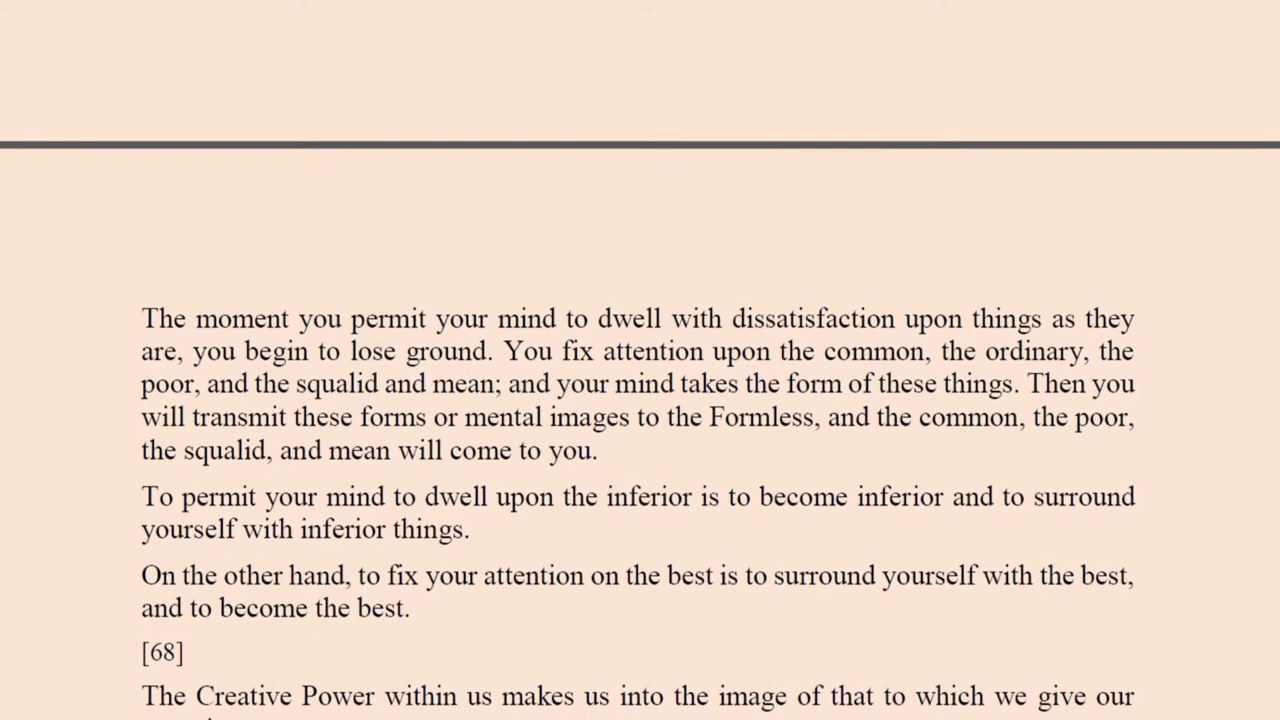 The moment you permit your mind to dwell with dissatisfaction upon things as they
are, you begin to lose ground. You fix attention upon the common, the ordinary, the
poor, and the squalid and mean; and your mind takes the form of these things. Then you
will transmit these forms or mental images to the Formless, and the common, the poor,
the squalid, and mean will come to you.
To permit your mind to dwell upon the inferior is to become inferior and to surround
yourself with inferior things.
On the other hand, to fix your attention on the best is to surround yourself with the best,
and to become the best.
[68]
The Creative Power within us makes us into the image of that to which we give our